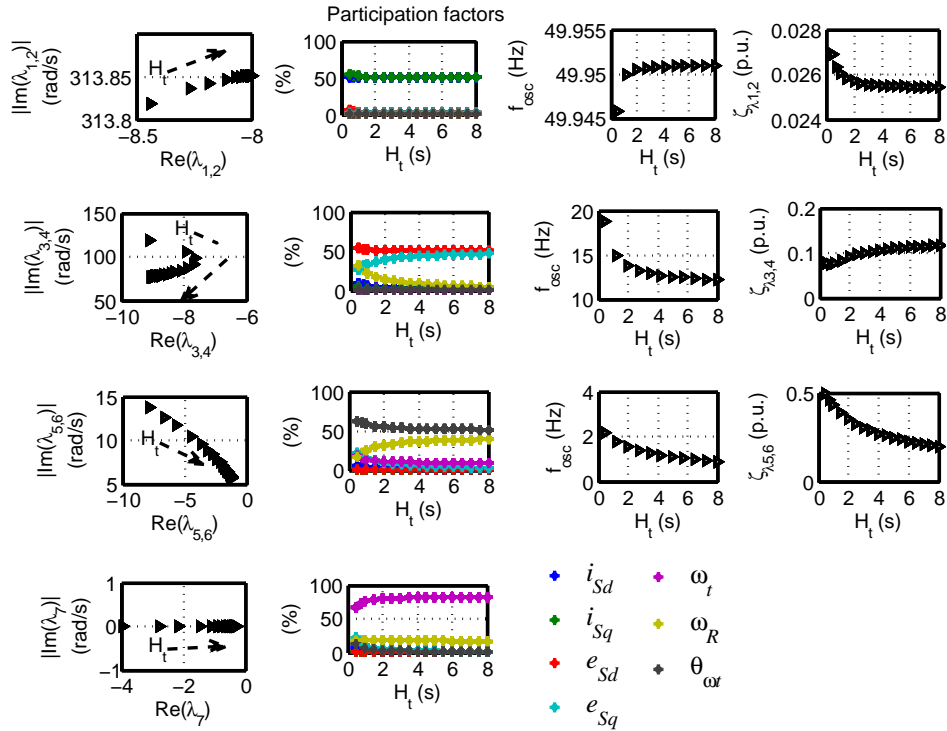 Participation factors
|Im(λ1,2)| (rad/s)
313.85
313.8
−8.5 −8
Re(λ1,2)
Ht
(%)
100
50
0
0 2 4 6 8
Ht (s)
fosc (Hz)
49.955
49.95
49.945
0 2 4 6 8
Ht (s)
ζλ1,2 (p.u.)
0.028
0.026
0.024
0 2 4 6 8
Ht (s)
|Im(λ3,4)| (rad/s)
150
100
50
−10 −8 −6
Re(λ3,4)
Ht
(%)
100
50
0
0 2 4 6 8
Ht (s)
fosc (Hz)
20
15
10
0 2 4 6 8
Ht (s)
ζλ3,4 (p.u.)
0.2
0.1
0
0 2 4 6 8
Ht (s)
|Im(λ5,6)| (rad/s)
15
10
5
−10 −5 0
Re(λ5,6)
Ht
(%)
100
50
0
0 2 4 6 8
Ht (s)
fosc (Hz)
4
2
0
0 2 4 6 8
Ht (s)
ζλ5,6 (p.u.)
0.5
0
0 2 4 6 8
Ht (s)
|Im(λ7)| (rad/s)
1
0
−1
−4 −2 0
Re(λ7)
Ht
(%)
100
50
0
0 2 4 6 8
Ht (s)
iSd
iSq
eSd
eSq
ωt
ωR
θωt